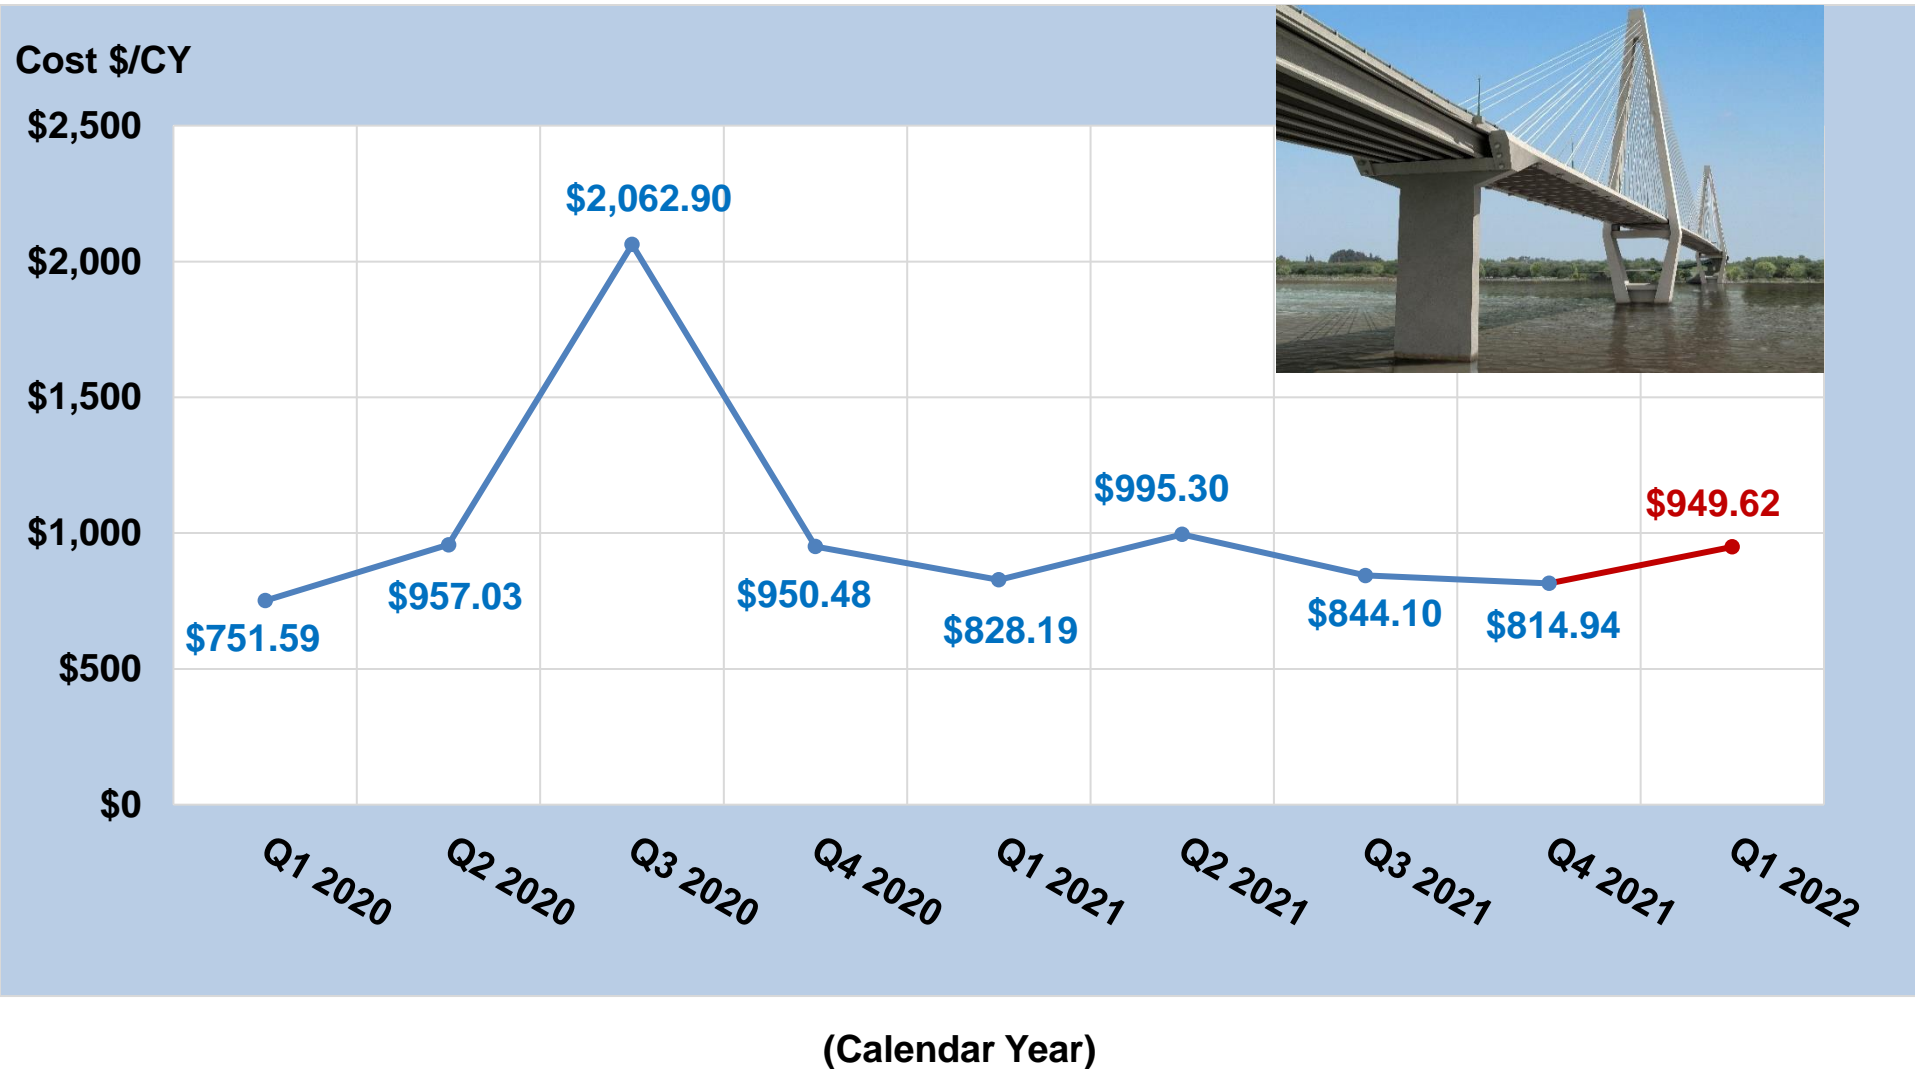 Cost $/CY
$2,500
$2,000
$1,500
$1,000
$500
$0
$751.59
$957.03
$2,062.90
$950.48
$828.19
$995.30
$844.10
$814.94
$949.62
Q1 2020
Q2 2020
Q3 2020
Q4 2020
Q1 2021
Q2 2021
Q3 2021
Q4 2021
Q1 2022
(Calendar Year)